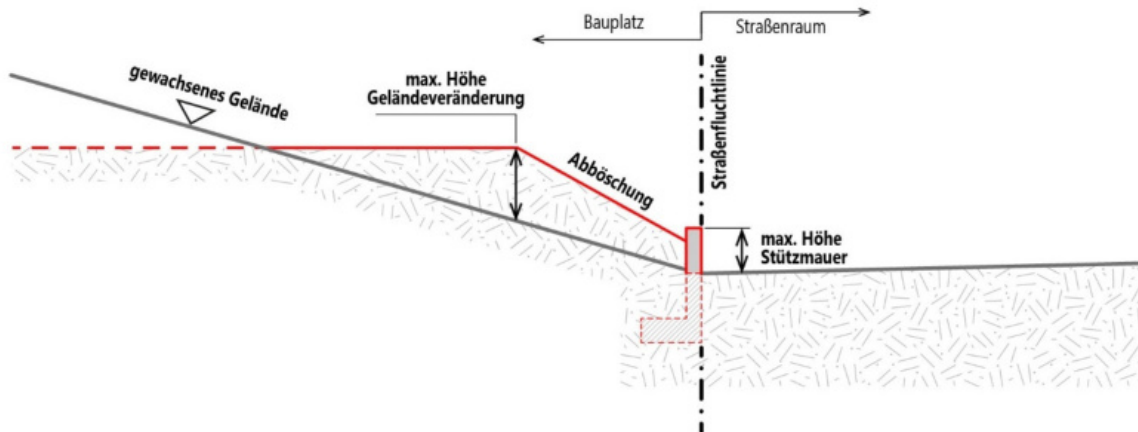 Bauplatz
Straßenraum
gewachsenes Gelände
max. Höhe
Geländeveränderung
Abböschung
Straßenfluchtlinie
max. Höhe
Stützmauer